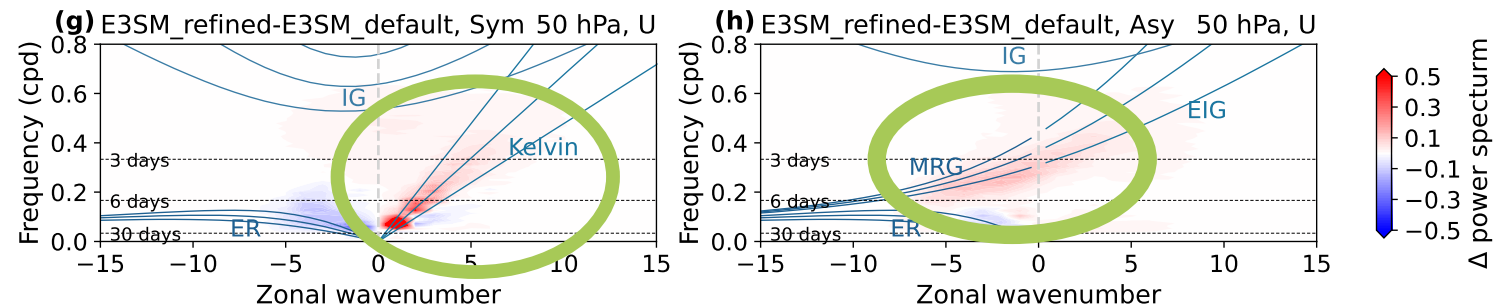 (g) E3SM_refined-E3SM_default, Sym 50 hPa, U
0.8
0.6
0.4
0.2
0.0
Frequency (cpd)
IG
Kelvin
3 days
6 days
ER
30 days
−15 −10 −5 0 5 10 15
Zonal wavenumber
(h) E3SM_refined-E3SM_default, Asy 50 hPa, U
0.8
0.6
0.4
0.2
0.0
Frequency (cpd)
IG
EIG
3 days
MRG
6 days
ER
30 days
−15 −10 −5 0 5 10 15
Zonal wavenumber
0.5
0.3
0.1
−0.1
−0.3
−0.5
Δ power specturm